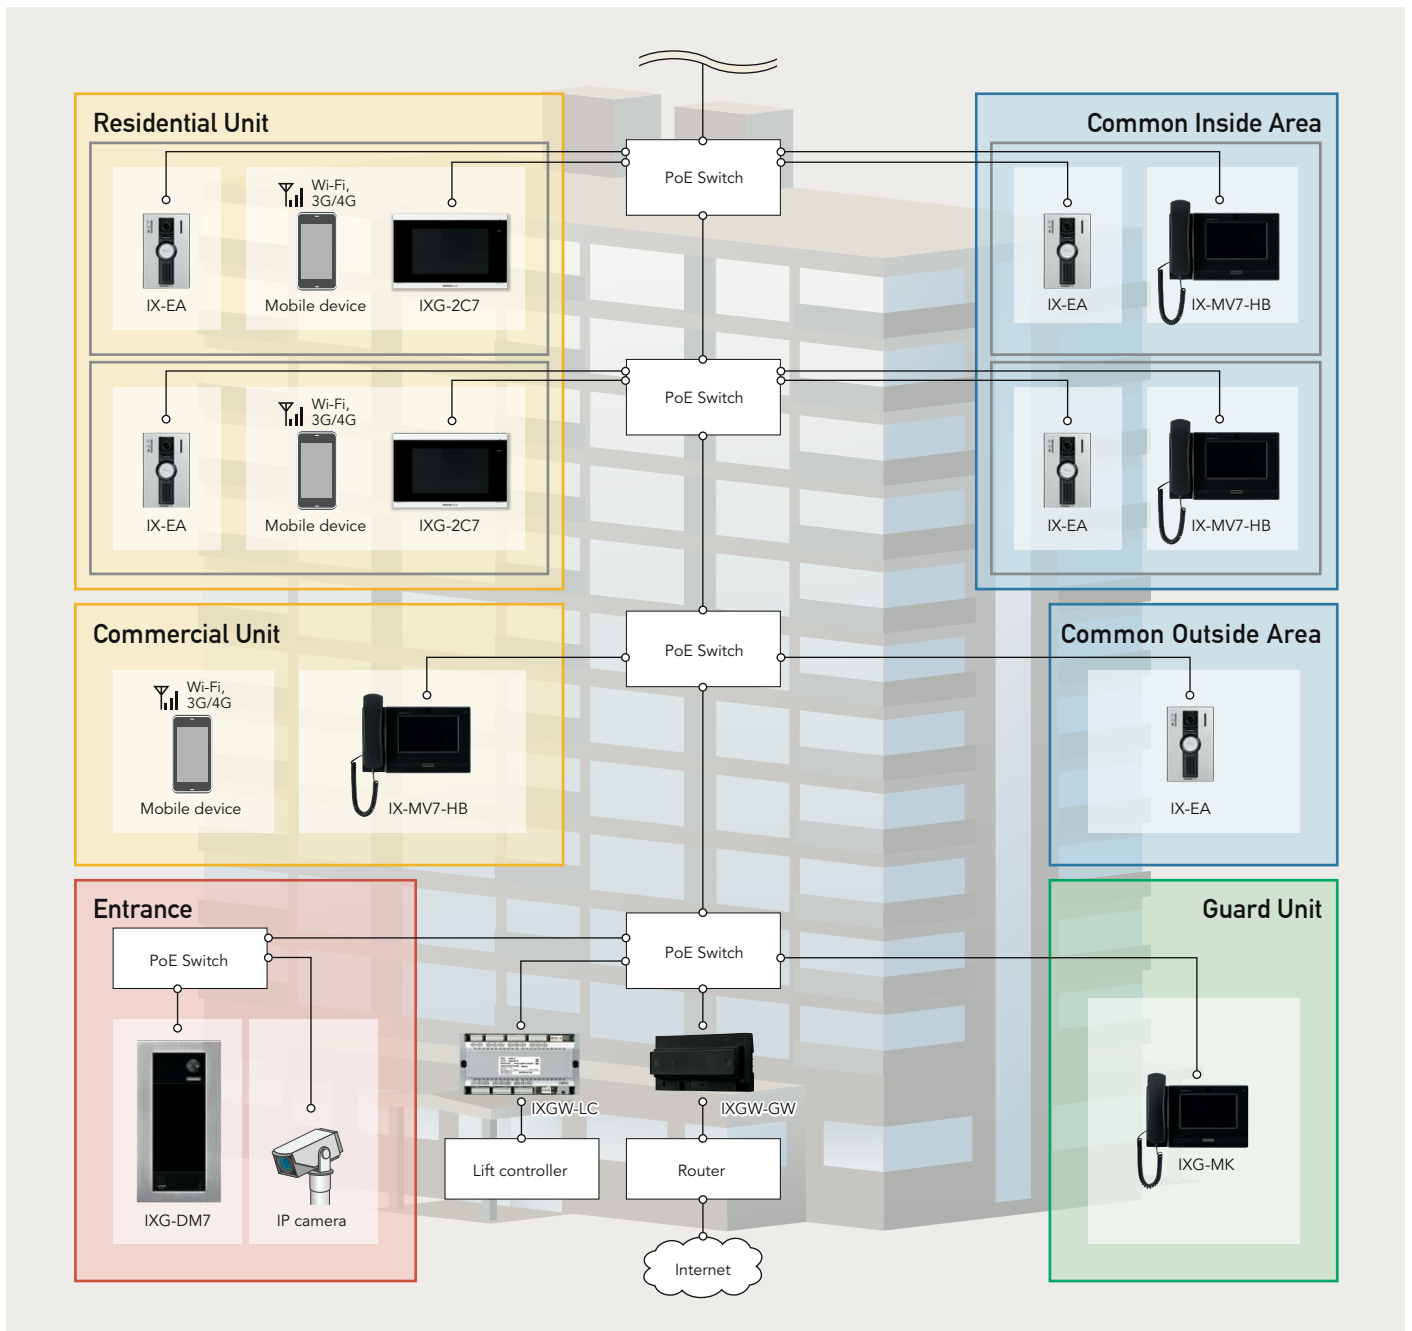 Residential Unit
Wi-Fi,
3G/4G
IX-EA
Mobile device
IXG-2C7
Wi-Fi,
3G/4G
IX-EA
Mobile device
IXG-2C7
PoE Switch
PoE Switch
Common Inside Area
IX-EA
IX-MV7-HB
IX-EA
IX-MV7-HB
Commercial Unit
Wi-Fi,
3G/4G
Mobile device
IX-MV7-HB
PoE Switch
Common Outside Area
IX-EA
Entrance
PoE Switch
IXG-DM7
IP camera
PoE Switch
IXGW-LC
IXGW-GW
Lift controller
Router
Internet
Guard Unit
IXG-MK